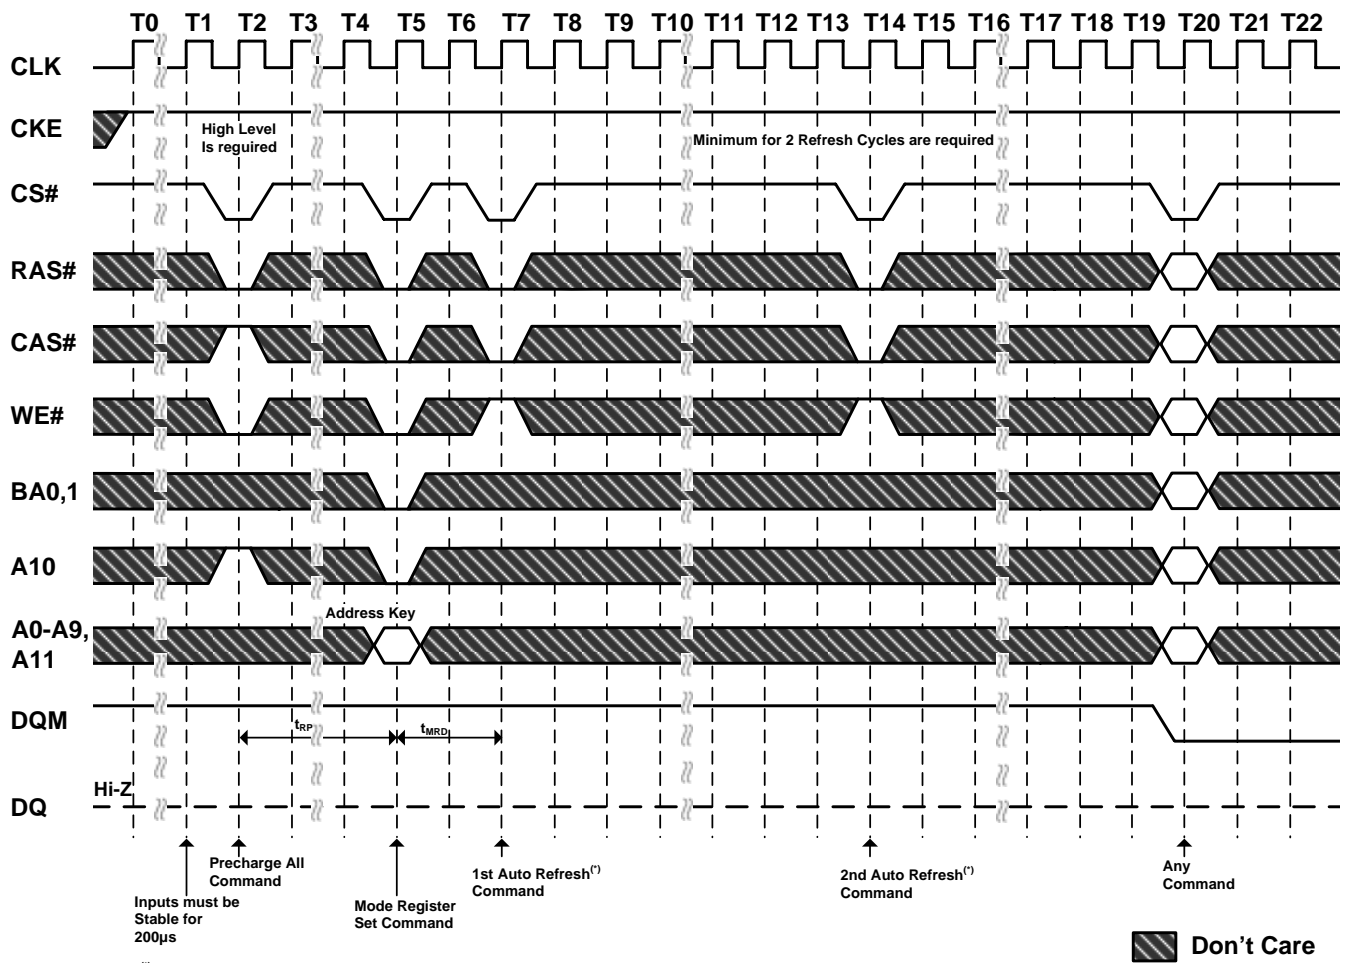 T0 T1 T2 T3 T4 T5 T6 T7 T8 T9 T10 T11 T12 T13 T14 T15 T16 T17 T18 T19 T20 T21 T22
CLK
CKE
High Level
Is reguired
Minimum for 2 Refresh Cycles are required
CS#
RAS#
CAS#
WE#
BA0,1
A10
Address Key
A0-A9,
A11
DQM
tRP
tMRD
Hi-Z
DQ
Precharge All
Command
Inputs must be
Stable for
200µs
Mode Register
Set Command
1st Auto Refresh(*)
Command
2nd Auto Refresh(*)
Command
Any
Command
Don't Care